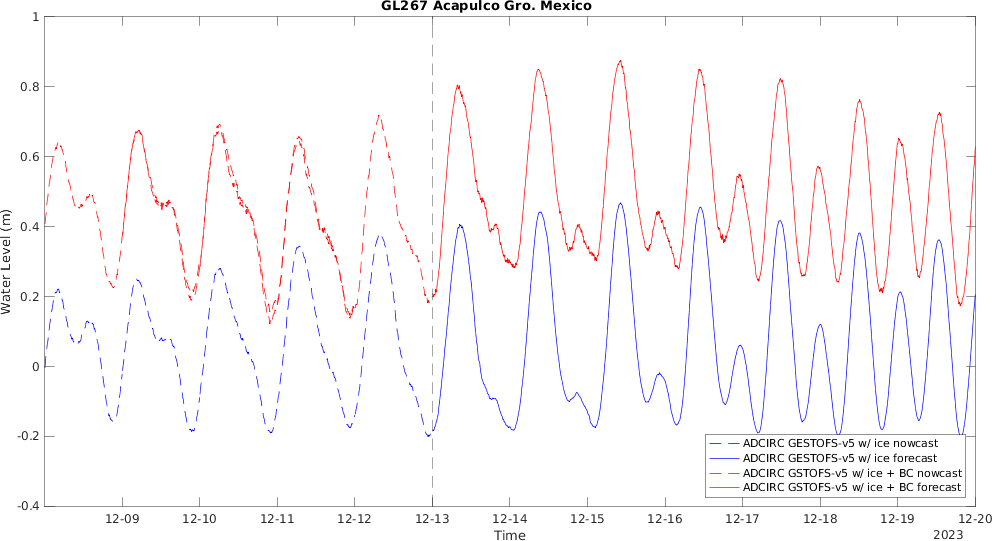 GL267 Acapulco Gro. Mexico
1
0.8
0.6
0.4
0.2
0
-0.2
-0.4
Water Level (m)
ADCIRC GESTOFS-v5 w/ ice nowcast
ADCIRC GESTOFS-v5 w/ ice forecast
ADCIRC GSTOFS-v5 w/ ice + BC nowcast
ADCIRC GSTOFS-v5 w/ ice + BC forecast
12-09 12-10 12-11 12-12 12-13 12-14 12-15 12-16 12-17 12-18 12-19 12-20
Time
2023